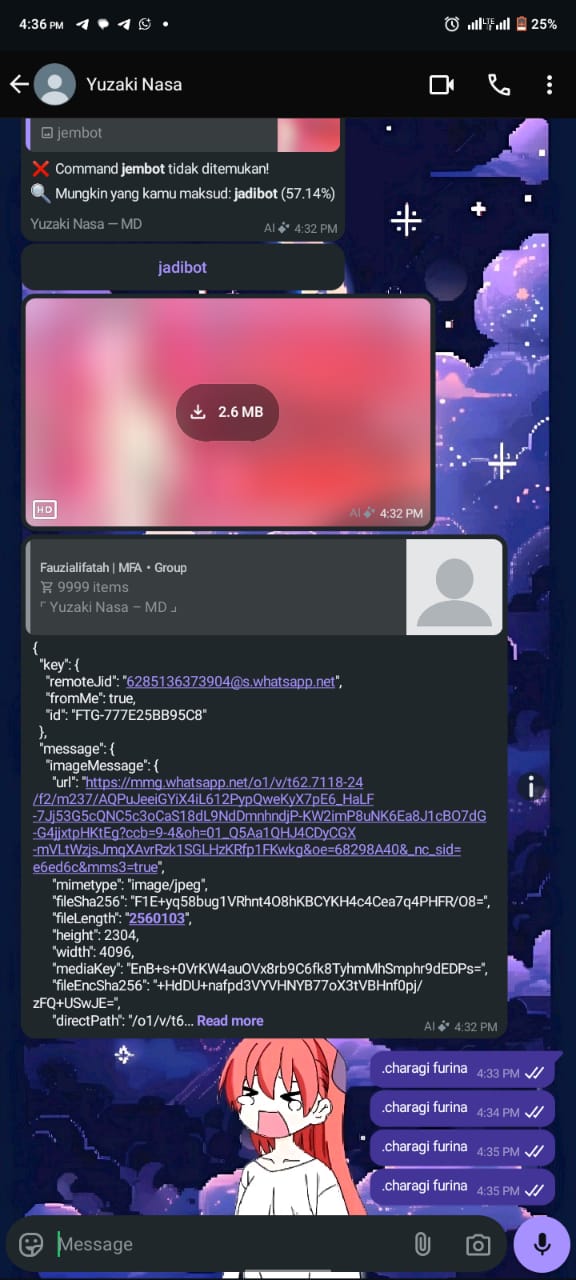 4:36 PM
LTE
25%
Yuzaki Nasa
jembot
❌ Command jembot tidak ditemukan!
🔍 Mungkin yang kamu maksud: jadibot (57.14%)
Yuzaki Nasa — MD
AI 4:32 PM
jadibot
2.6 MB
HD
AI 4:32 PM
Fauzialifatah | MFA • Group
9999 items
「 Yuzaki Nasa – MD 」
{
"key": {
"remoteJid": "6285136373904@s.whatsapp.net",
"fromMe": true,
"id": "FTG-777E25BB95C8"
},
"message": {
"imageMessage": {
"url": "https://mmg.whatsapp.net/o1/v/t62.7118-24
/f2/m237/AQPuJeeiGYiX4iL612PypQweKyX7pE6_HaLF
-7Jj53G5cQNC5c3oCaS18dL9NdDmnhndjP-KW2imP8uNK6Ea8J1cBO7dG
-G4jjxtpHKtEg?ccb=9-4&oh=01_Q5Aa1QHJ4CDyCGX
-mVLtWzjsJmqXAvrRzk1SGLHzKRfp1FKwkg&oe=68298A40&_nc_sid=
e6ed6c&mms3=true",
"mimetype": "image/jpeg",
"fileSha256": "F1E+yq58bug1VRhnt4O8hKBCYKH4c4Cea7q4PHFR/O8=",
"fileLength": "2560103",
"height": 2304,
"width": 4096,
"mediaKey": "EnB+s+0VrKW4auOVx8rb9C6fk8TyhmMhSmphr9dEDPs=",
"fileEncSha256": "+HdDU+nafpd3VYVHNYB77oX3tVBHnf0pj/
zFQ+USwJE=",
"directPath": "/o1/v/t6... Read more
AI 4:32 PM
.charagi furina 4:33 PM
.charagi furina 4:34 PM
.charagi furina 4:35 PM
.charagi furina 4:35 PM
Message